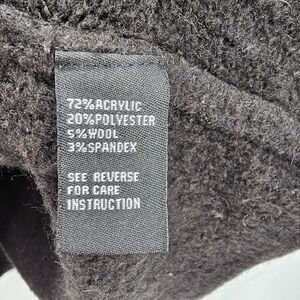 72%ACRYLIC
20%POLYESTER
5%WOOL
3%SPANDEX
SEE REVERSE
FOR CARE
INSTRUCTION